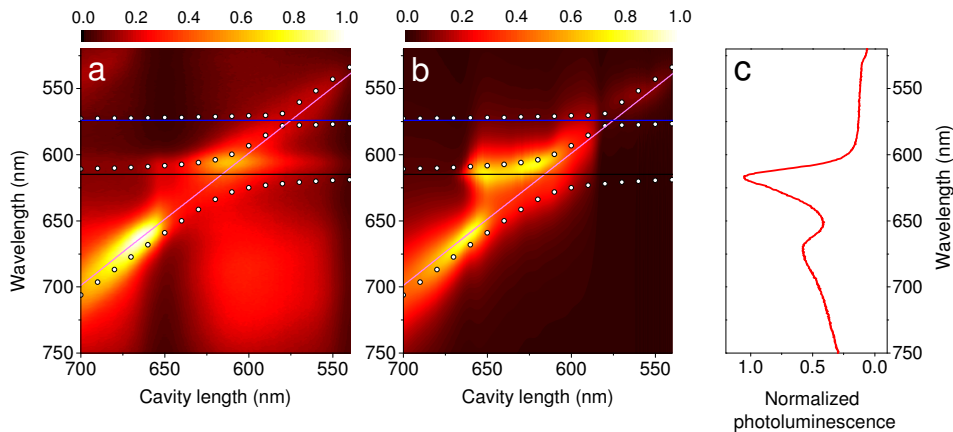 0.0 0.2 0.4 0.6 0.8 1.0
0.0 0.2 0.4 0.6 0.8 1.0
a
b
c
550
600
650
700
750
Wavelength (nm)
700 650 600 550
Cavity length (nm)
550
600
650
700
750
700 650 600 550
Cavity length (nm)
550
600
650
700
750
Wavelength (nm)
1.0 0.5 0.0
Normalized
photoluminescence